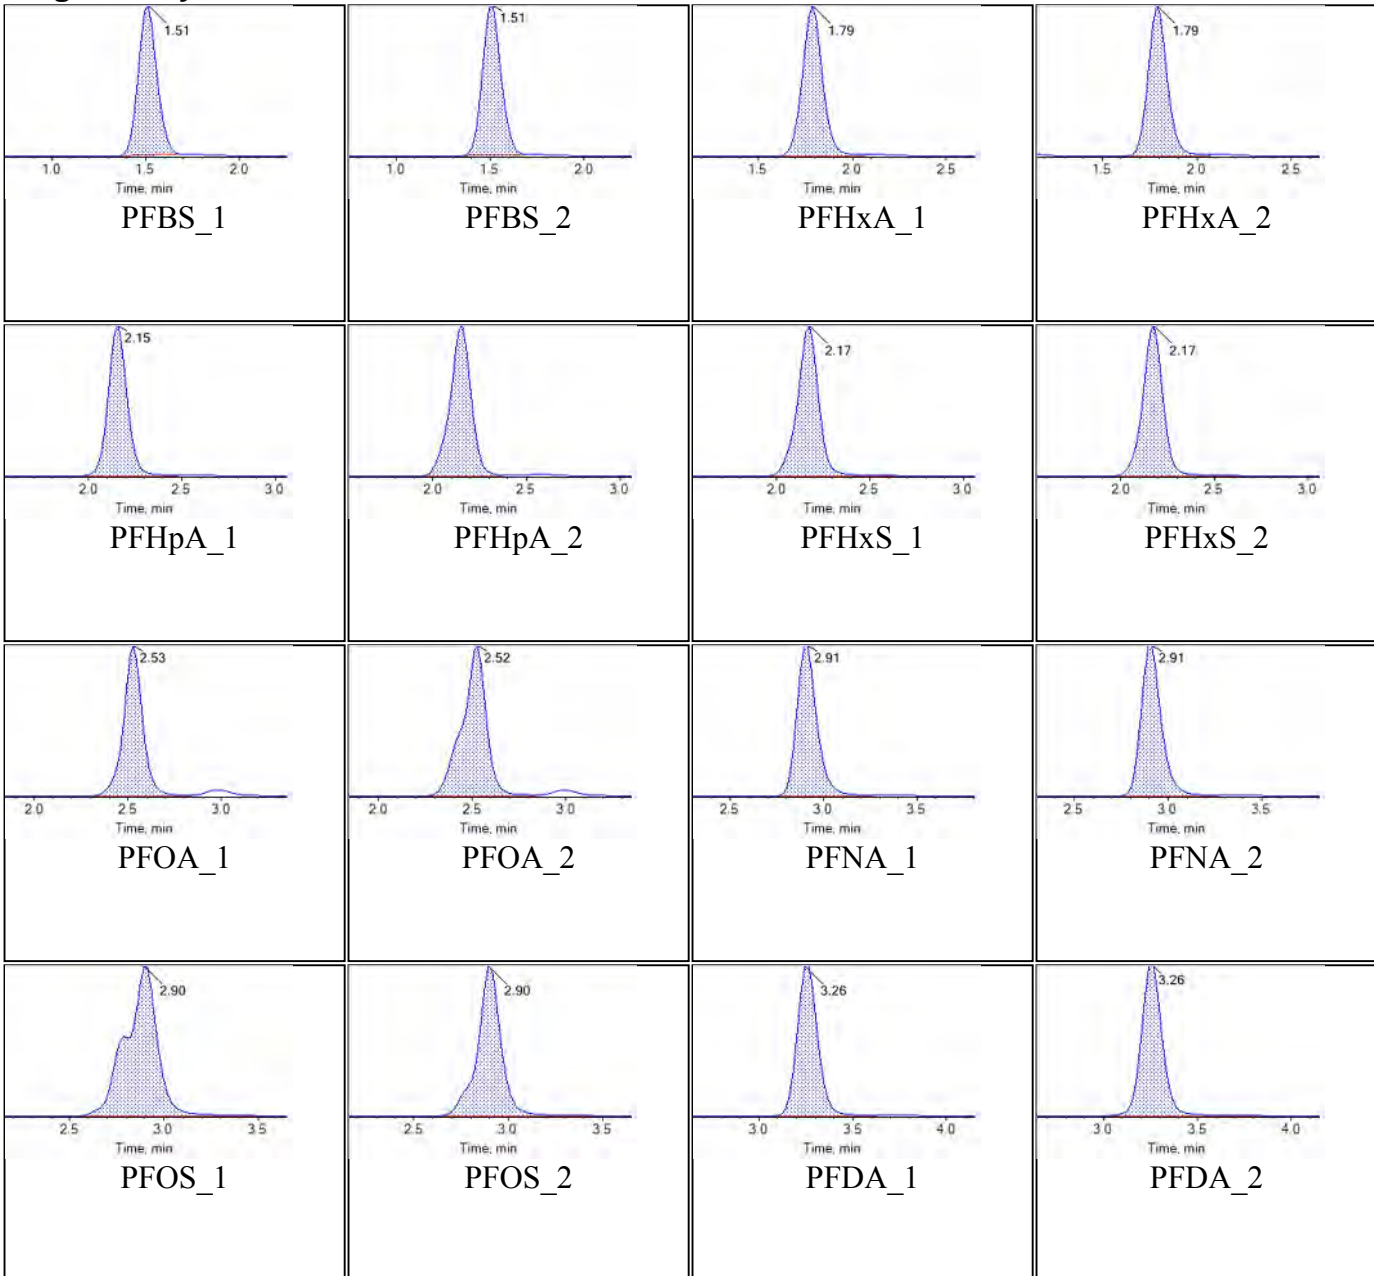 1.51 1.51 1.79 1.79
1.0 1.5 2.0 1.0 1.5 2.0 1.5 2.0 2.5 1.5 2.0 2.5
Time, min Time, min Time, min Time, min
PFBS_1 PFBS_2 PFHxA_1 PFHxA_2
2.15 2.17 2.17
2.0 2.5 3.0 2.0 2.5 3.0 2.0 2.5 3.0 2.0 2.5 3.0
Time, min Time, min Time, min Time, min
PFHpA_1 PFHpA_2 PFHxS_1 PFHxS_2
2.53 2.52 2.91 2.91
2.0 2.5 3.0 2.0 2.5 3.0 2.5 3.0 3.5 2.5 3.0 3.5
Time, min Time, min Time, min Time, min
PFOA_1 PFOA_2 PFNA_1 PFNA_2
2.90 2.90 3.26 3.26
2.5 3.0 3.5 2.5 3.0 3.5 3.0 3.5 4.0 3.0 3.5 4.0
Time, min Time, min Time, min Time, min
PFOS_1 PFOS_2 PFDA_1 PFDA_2